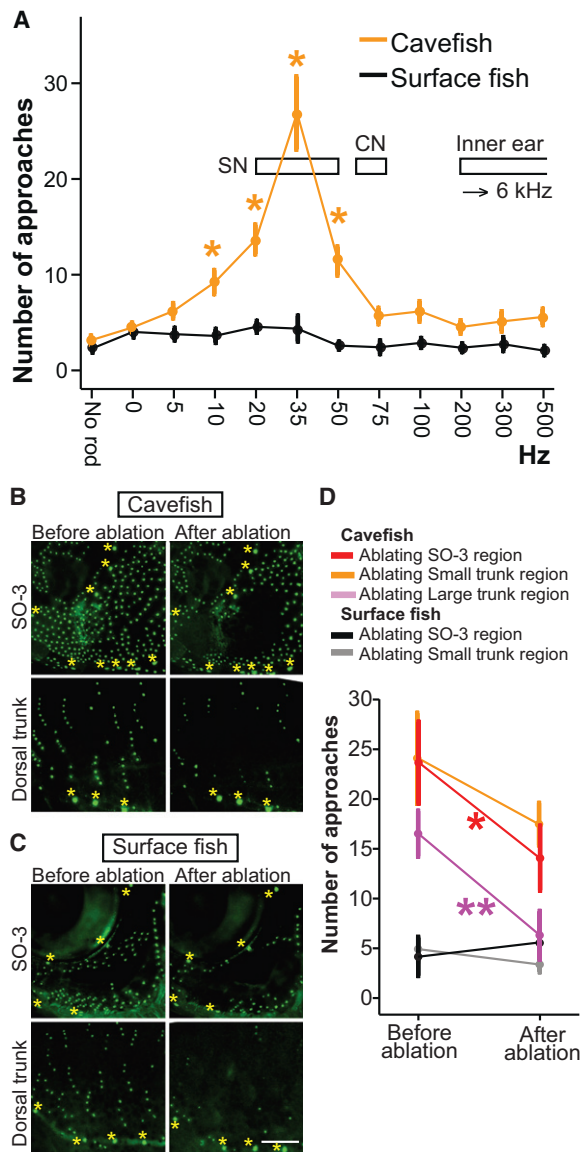 A
Number of approaches
30
20
10
0
Cavefish
Surface fish
*
*
*
*
*
SN
CN
Inner ear
→ 6 kHz
No rod
0
5
10
20
35
50
75
100
200
300
500
Hz
B
Cavefish
Before ablation
After ablation
SO-3
Dorsal trunk
C
Surface fish
Before ablation
After ablation
SO-3
Dorsal trunk
D
Cavefish
Ablating SO-3 region
Ablating Small trunk region
Ablating Large trunk region
Surface fish
Ablating SO-3 region
Ablating Small trunk region
Number of approaches
30
25
20
15
10
5
0
*
**
Before
ablation
After
ablation